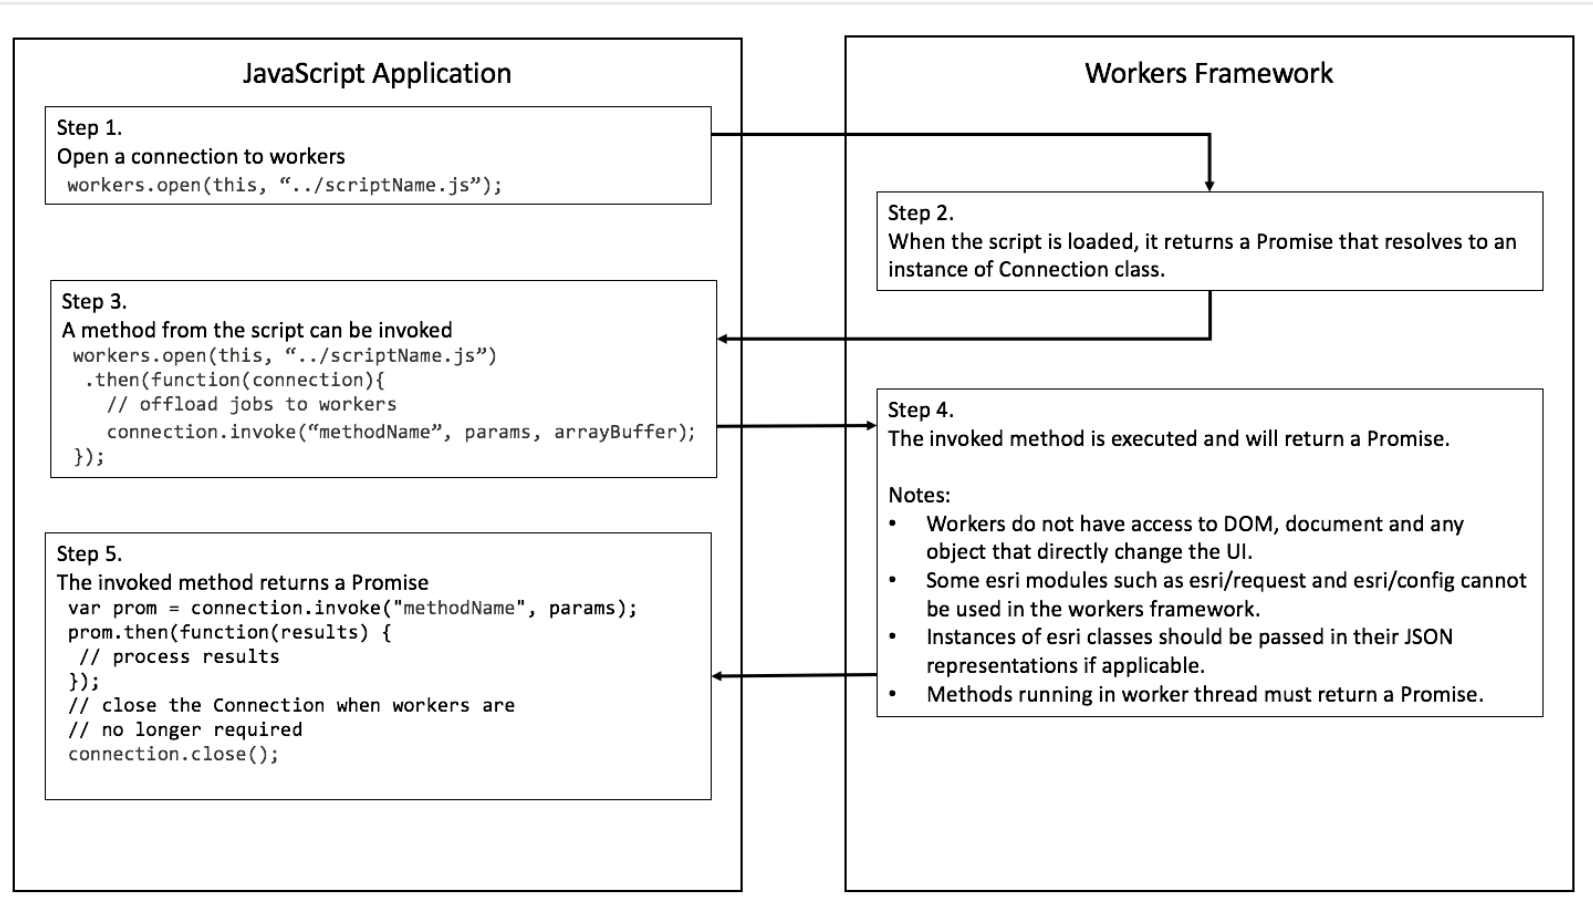 JavaScript Application
Step 1.
Open a connection to workers
workers.open(this, “../scriptName.js”);
Step 3.
A method from the script can be invoked
workers.open(this, “../scriptName.js”)
.then(function(connection){
// offload jobs to workers
connection.invoke(“methodName”, params, arrayBuffer);
});
Step 5.
The invoked method returns a Promise
var prom = connection.invoke("methodName", params);
prom.then(function(results) {
// process results
});
// close the Connection when workers are
// no longer required
connection.close();
Workers Framework
Step 2.
When the script is loaded, it returns a Promise that resolves to an
instance of Connection class.
Step 4.
The invoked method is executed and will return a Promise.
Notes:
• Workers do not have access to DOM, document and any
object that directly change the UI.
• Some esri modules such as esri/request and esri/config cannot
be used in the workers framework.
• Instances of esri classes should be passed in their JSON
representations if applicable.
• Methods running in worker thread must return a Promise.